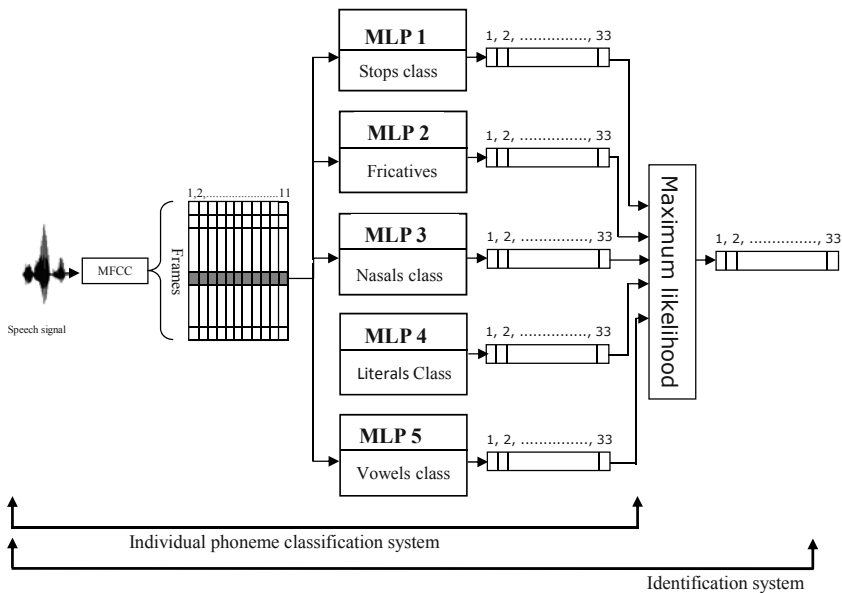 MLP 1
Stops class
1, 2, ..............., 33
MLP 2
Fricatives
1, 2, ..............., 33
MLP 3
Nasals class
1, 2, ..............., 33
MLP 4
Literals Class
1, 2, ..............., 33
MLP 5
Vowels class
1, 2, ..............., 33
Speech signal
MFCC
Frames
1,2,........................11
Maximum likelihood
1, 2, ..............., 33
Individual phoneme classification system
Identification system